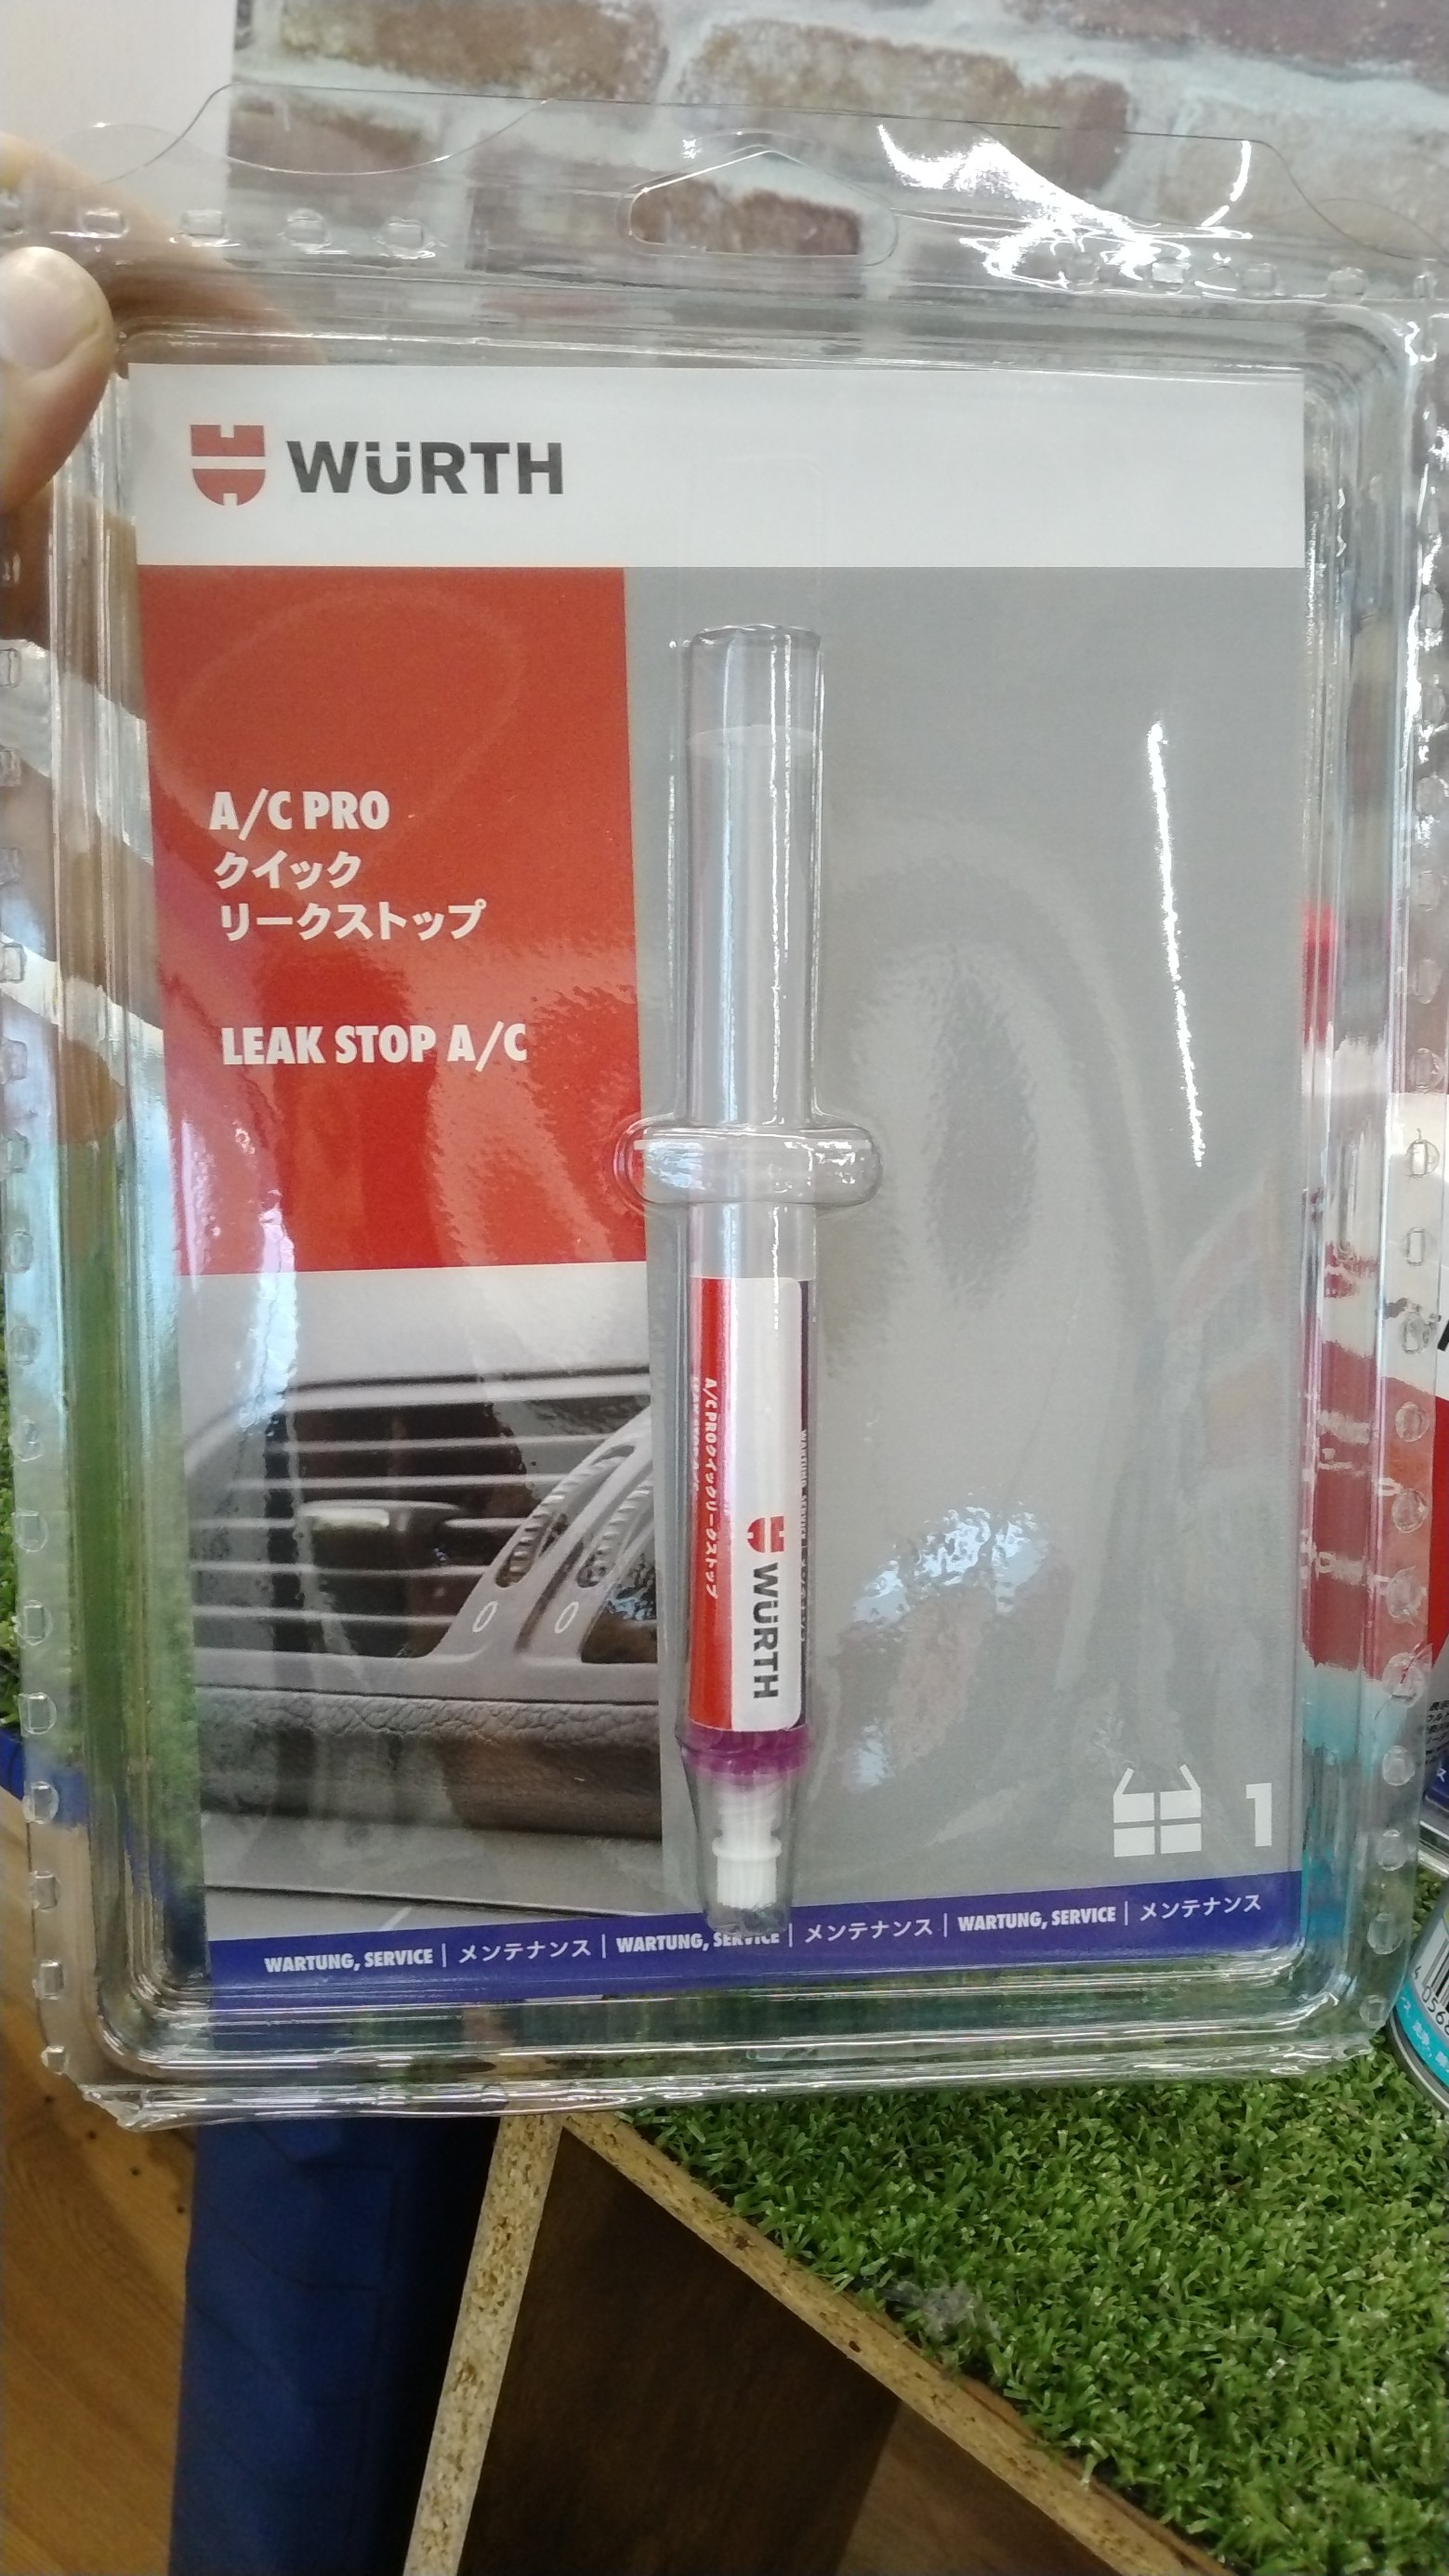 WÜRTH
A/C PRO
クイック
リークストップ
LEAK STOP A/C
A/C PROクイックリークストップ
WÜRTH
1
WARTUNG, SERVICE | メンテナンス | WARTUNG, SERVICE | メンテナンス | WARTUNG, SERVICE | メンテナンス